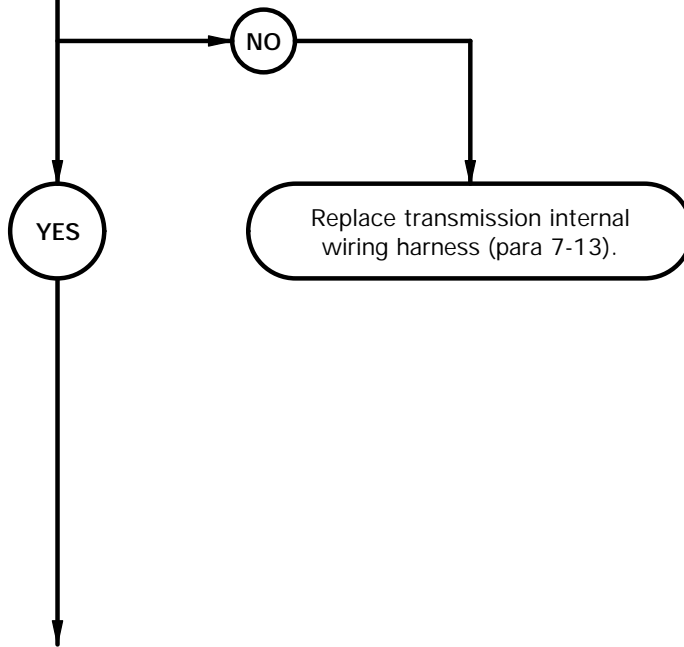 NO
YES
Replace transmission internal
wiring harness (para 7-13).